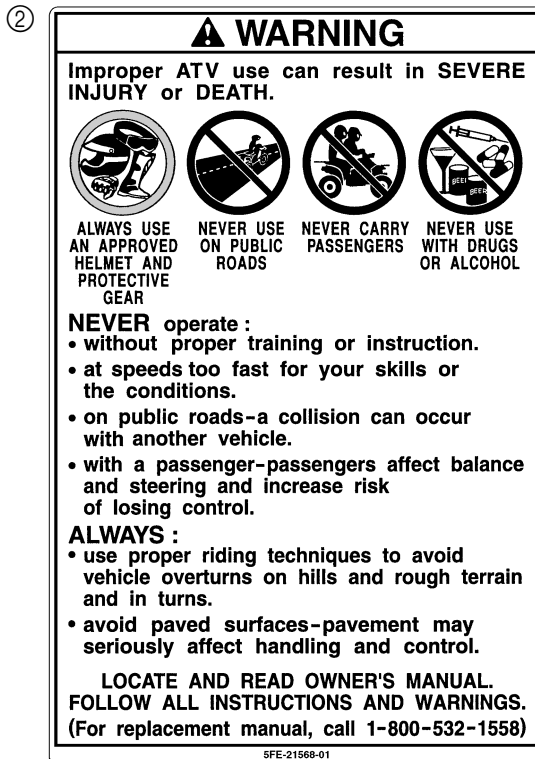 ②
WARNING
Improper ATV use can result in SEVERE
INJURY or DEATH.
BEER
BEER
ALWAYS USE
AN APPROVED
HELMET AND
PROTECTIVE
GEAR
NEVER USE
ON PUBLIC
ROADS
NEVER CARRY
PASSENGERS
NEVER USE
WITH DRUGS
OR ALCOHOL
NEVER operate :
• without proper training or instruction.
• at speeds too fast for your skills or
the conditions.
• on public roads-a collision can occur
with another vehicle.
• with a passenger-passengers affect balance
and steering and increase risk
of losing control.
ALWAYS :
• use proper riding techniques to avoid
vehicle overturns on hills and rough terrain
and in turns.
• avoid paved surfaces-pavement may
seriously affect handling and control.
LOCATE AND READ OWNER'S MANUAL.
FOLLOW ALL INSTRUCTIONS AND WARNINGS.
(For replacement manual, call 1-800-532-1558)
5FE-21568-01